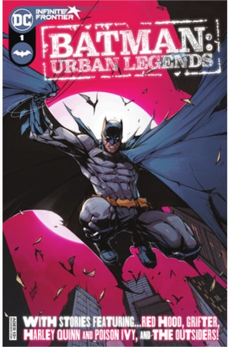 DC
INFINITE
FRONTIER
1
BATMAN:
URBAN LEGENDS
WITH STORIES FEATURING...RED HOOD, GRIFTER,
HARLEY QUINN AND POISON IVY, AND THE OUTSIDERS!